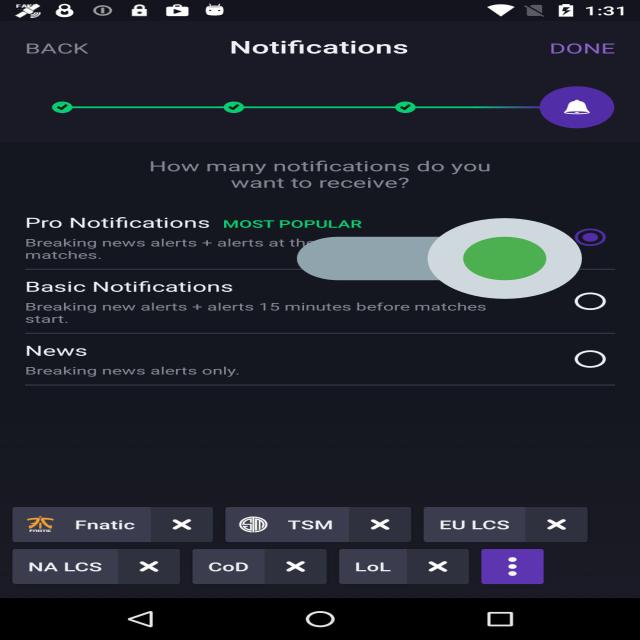 1:31
BACK
Notifications
DONE
How many notifications do you
want to receive?
Pro Notifications MOST POPULAR
Breaking news alerts + alerts at the
matches.
Basic Notifications
Breaking new alerts + alerts 15 minutes before matches
start.
News
Breaking news alerts only.
FNATIC Fnatic TSM EU LCS
NA LCS CoD LoL